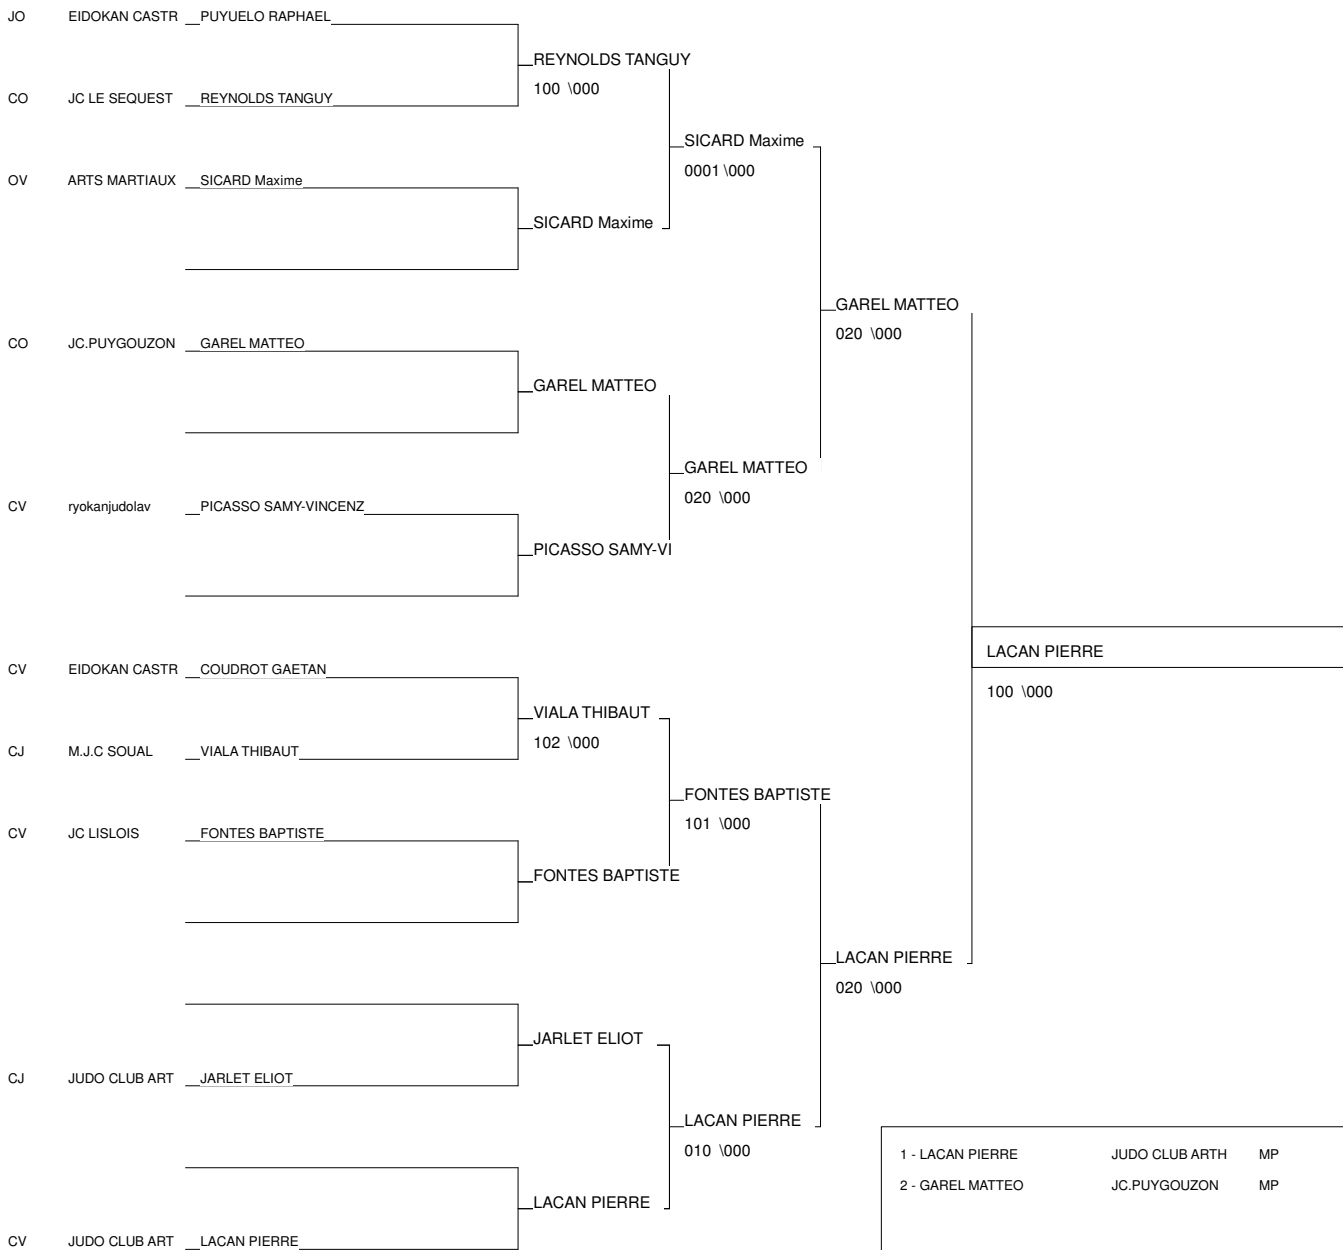 JO EIDOKAN CASTR PUYUELO RAPHAEL
REYNOLDS TANGUY
100 \000
CO JC LE SEQUEST REYNOLDS TANGUY
SICARD Maxime
0001 \000
OV ARTS MARTIAUX SICARD Maxime
SICARD Maxime
GAREL MATTEO
020 \000
CO JC.PUYGOUZON GAREL MATTEO
GAREL MATTEO
GAREL MATTEO
020 \000
CV ryokanjudolav PICASSO SAMY-VINCENZ
PICASSO SAMY-VI
LACAN PIERRE
100 \000
CV EIDOKAN CASTR COUDROT GAETAN
VIALA THIBAUT
102 \000
CJ M.J.C SOUAL VIALA THIBAUT
FONTES BAPTISTE
101 \000
CV JC LISLOIS FONTES BAPTISTE
FONTES BAPTISTE
LACAN PIERRE
020 \000
JARLET ELIOT
CJ JUDO CLUB ART JARLET ELIOT
LACAN PIERRE
010 \000
1 - LACAN PIERRE JUDO CLUB ARTH MP
2 - GAREL MATTEO JC.PUYGOUZON MP
LACAN PIERRE
CV JUDO CLUB ART LACAN PIERRE